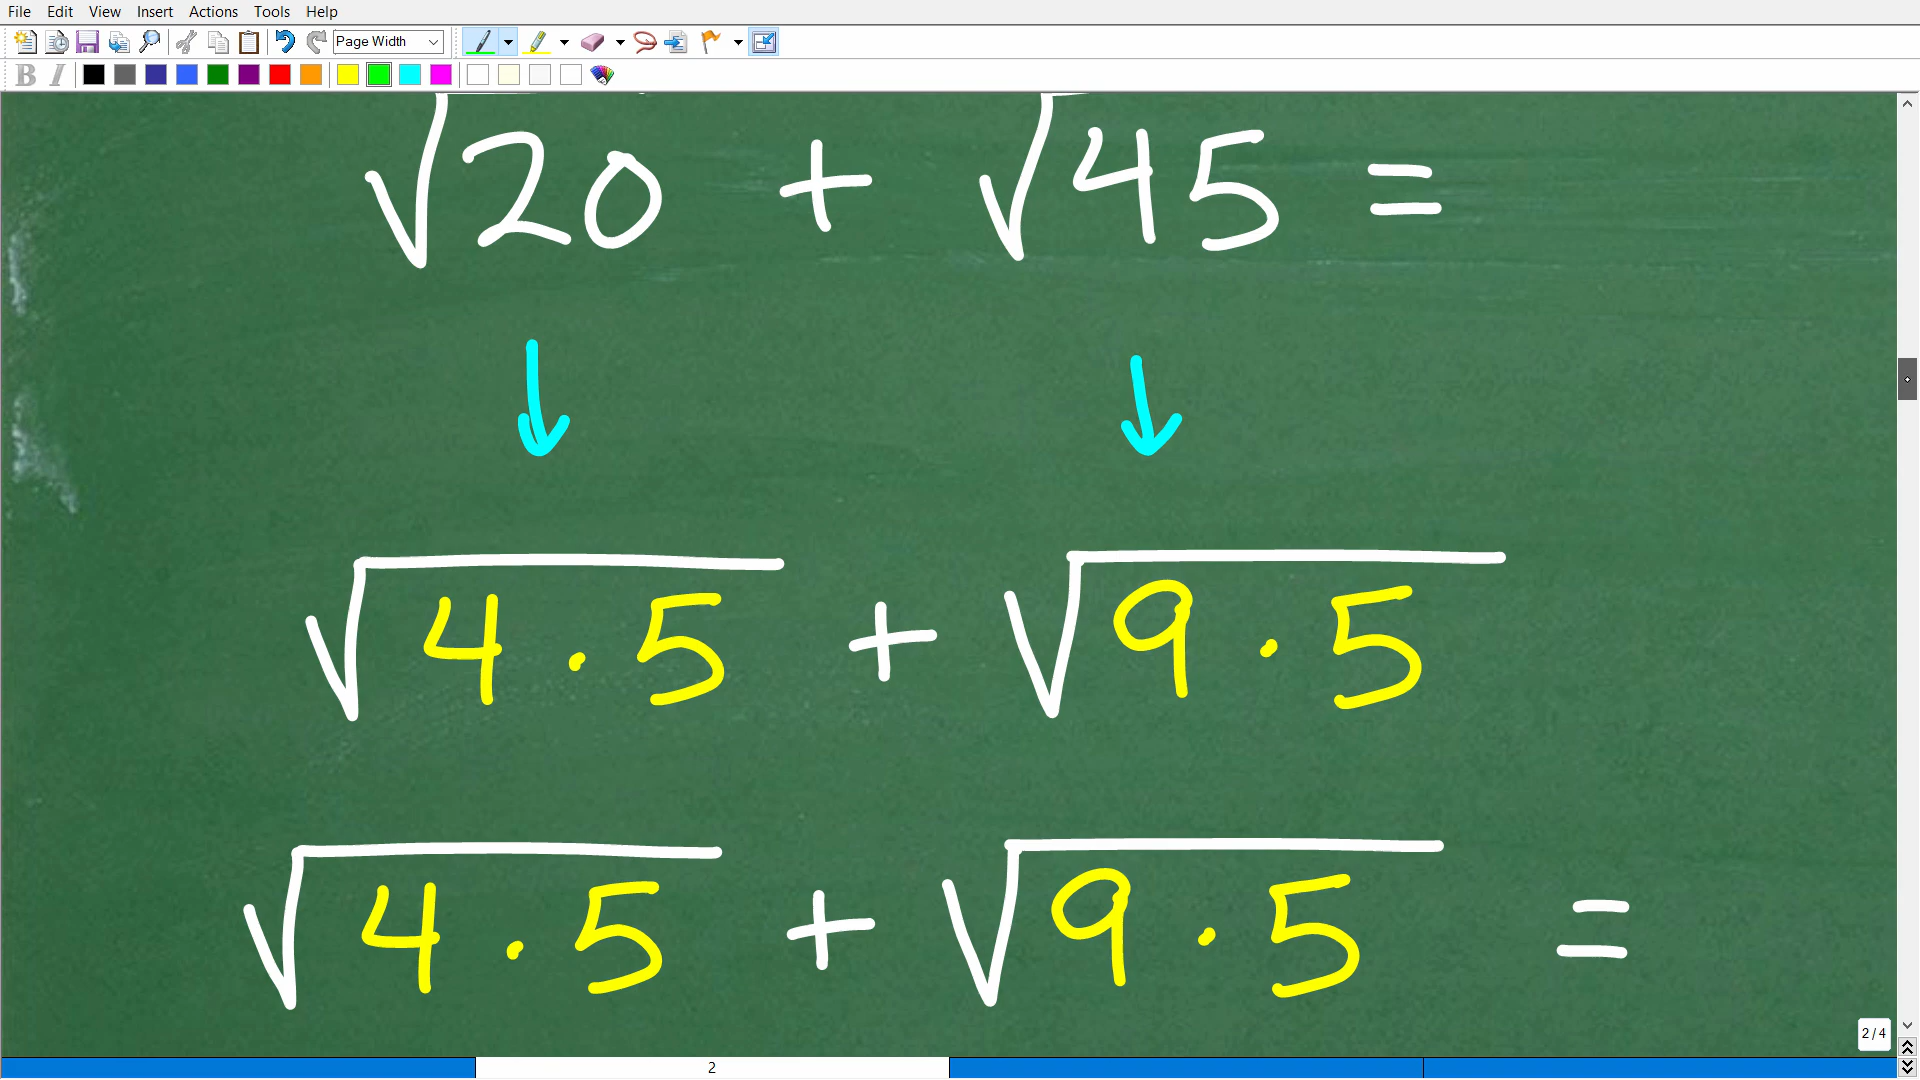 File Edit View Insert Actions Tools Help
Page Width
B I
√20 + √45 =
√4 · 5 + √9 · 5
√4 · 5 + √9 · 5 =
2 / 4
2